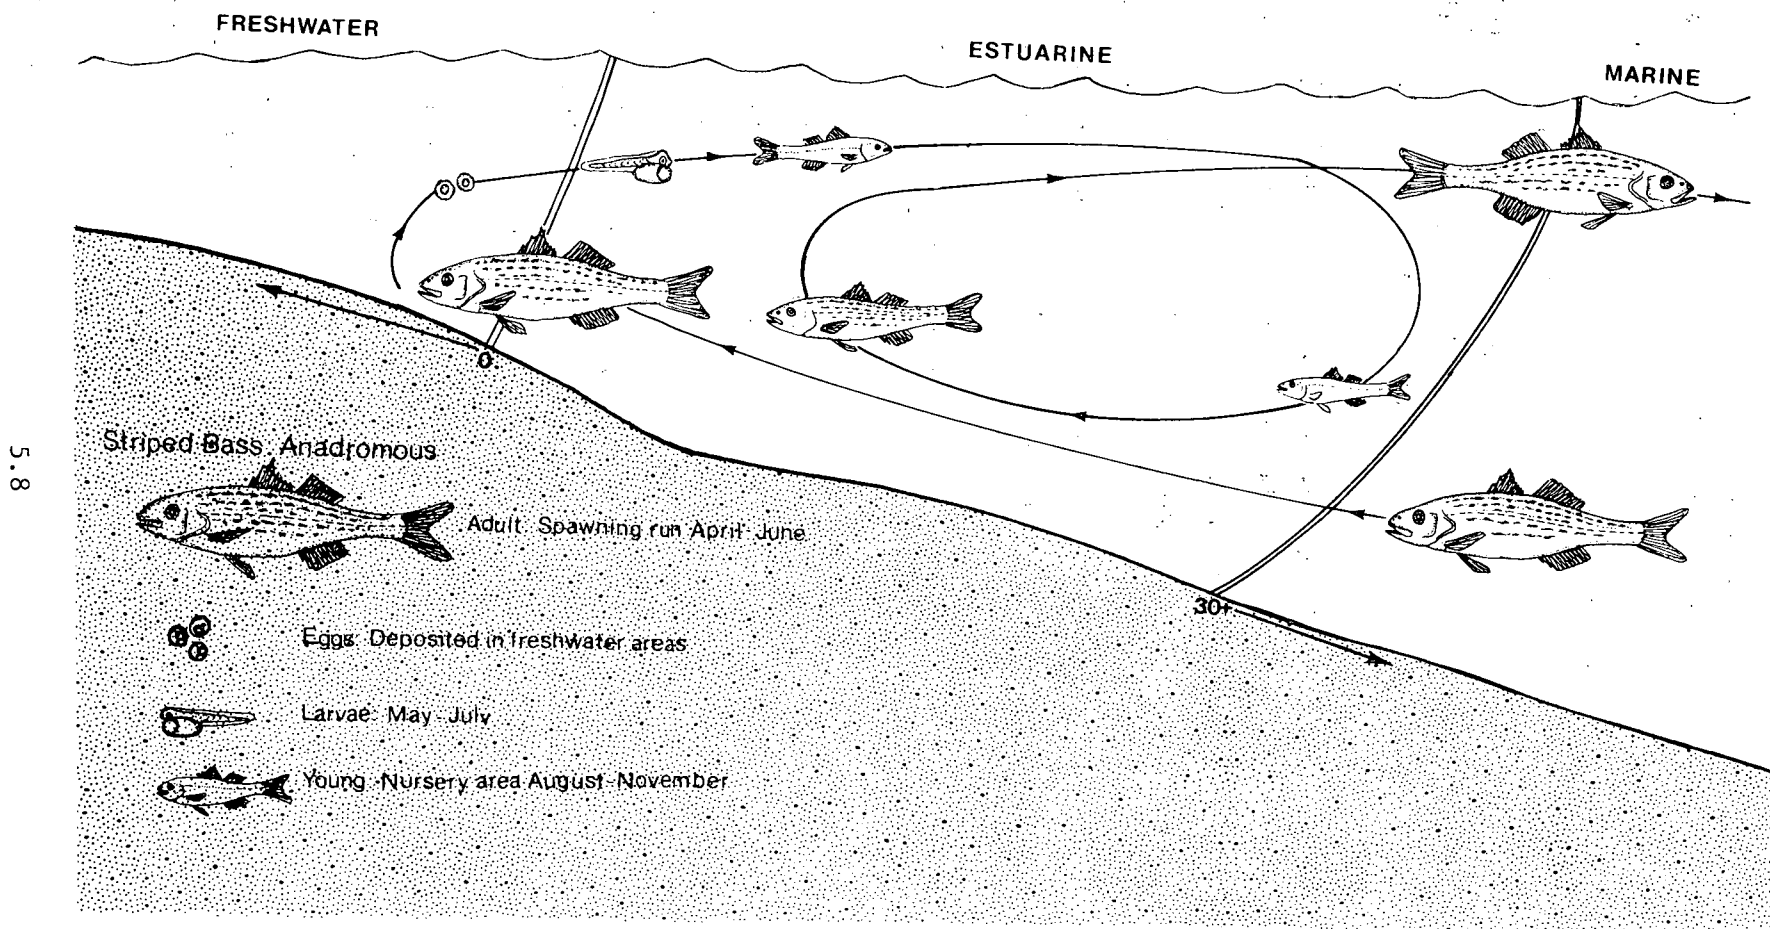 FRESHWATER
ESTUARINE
MARINE
0
30+
Striped Bass. Anadromous
Adult. Spawning run April June
Eggs. Deposited in freshwater areas
Larvae. May-July
Young-Nursery area August-November
5.8